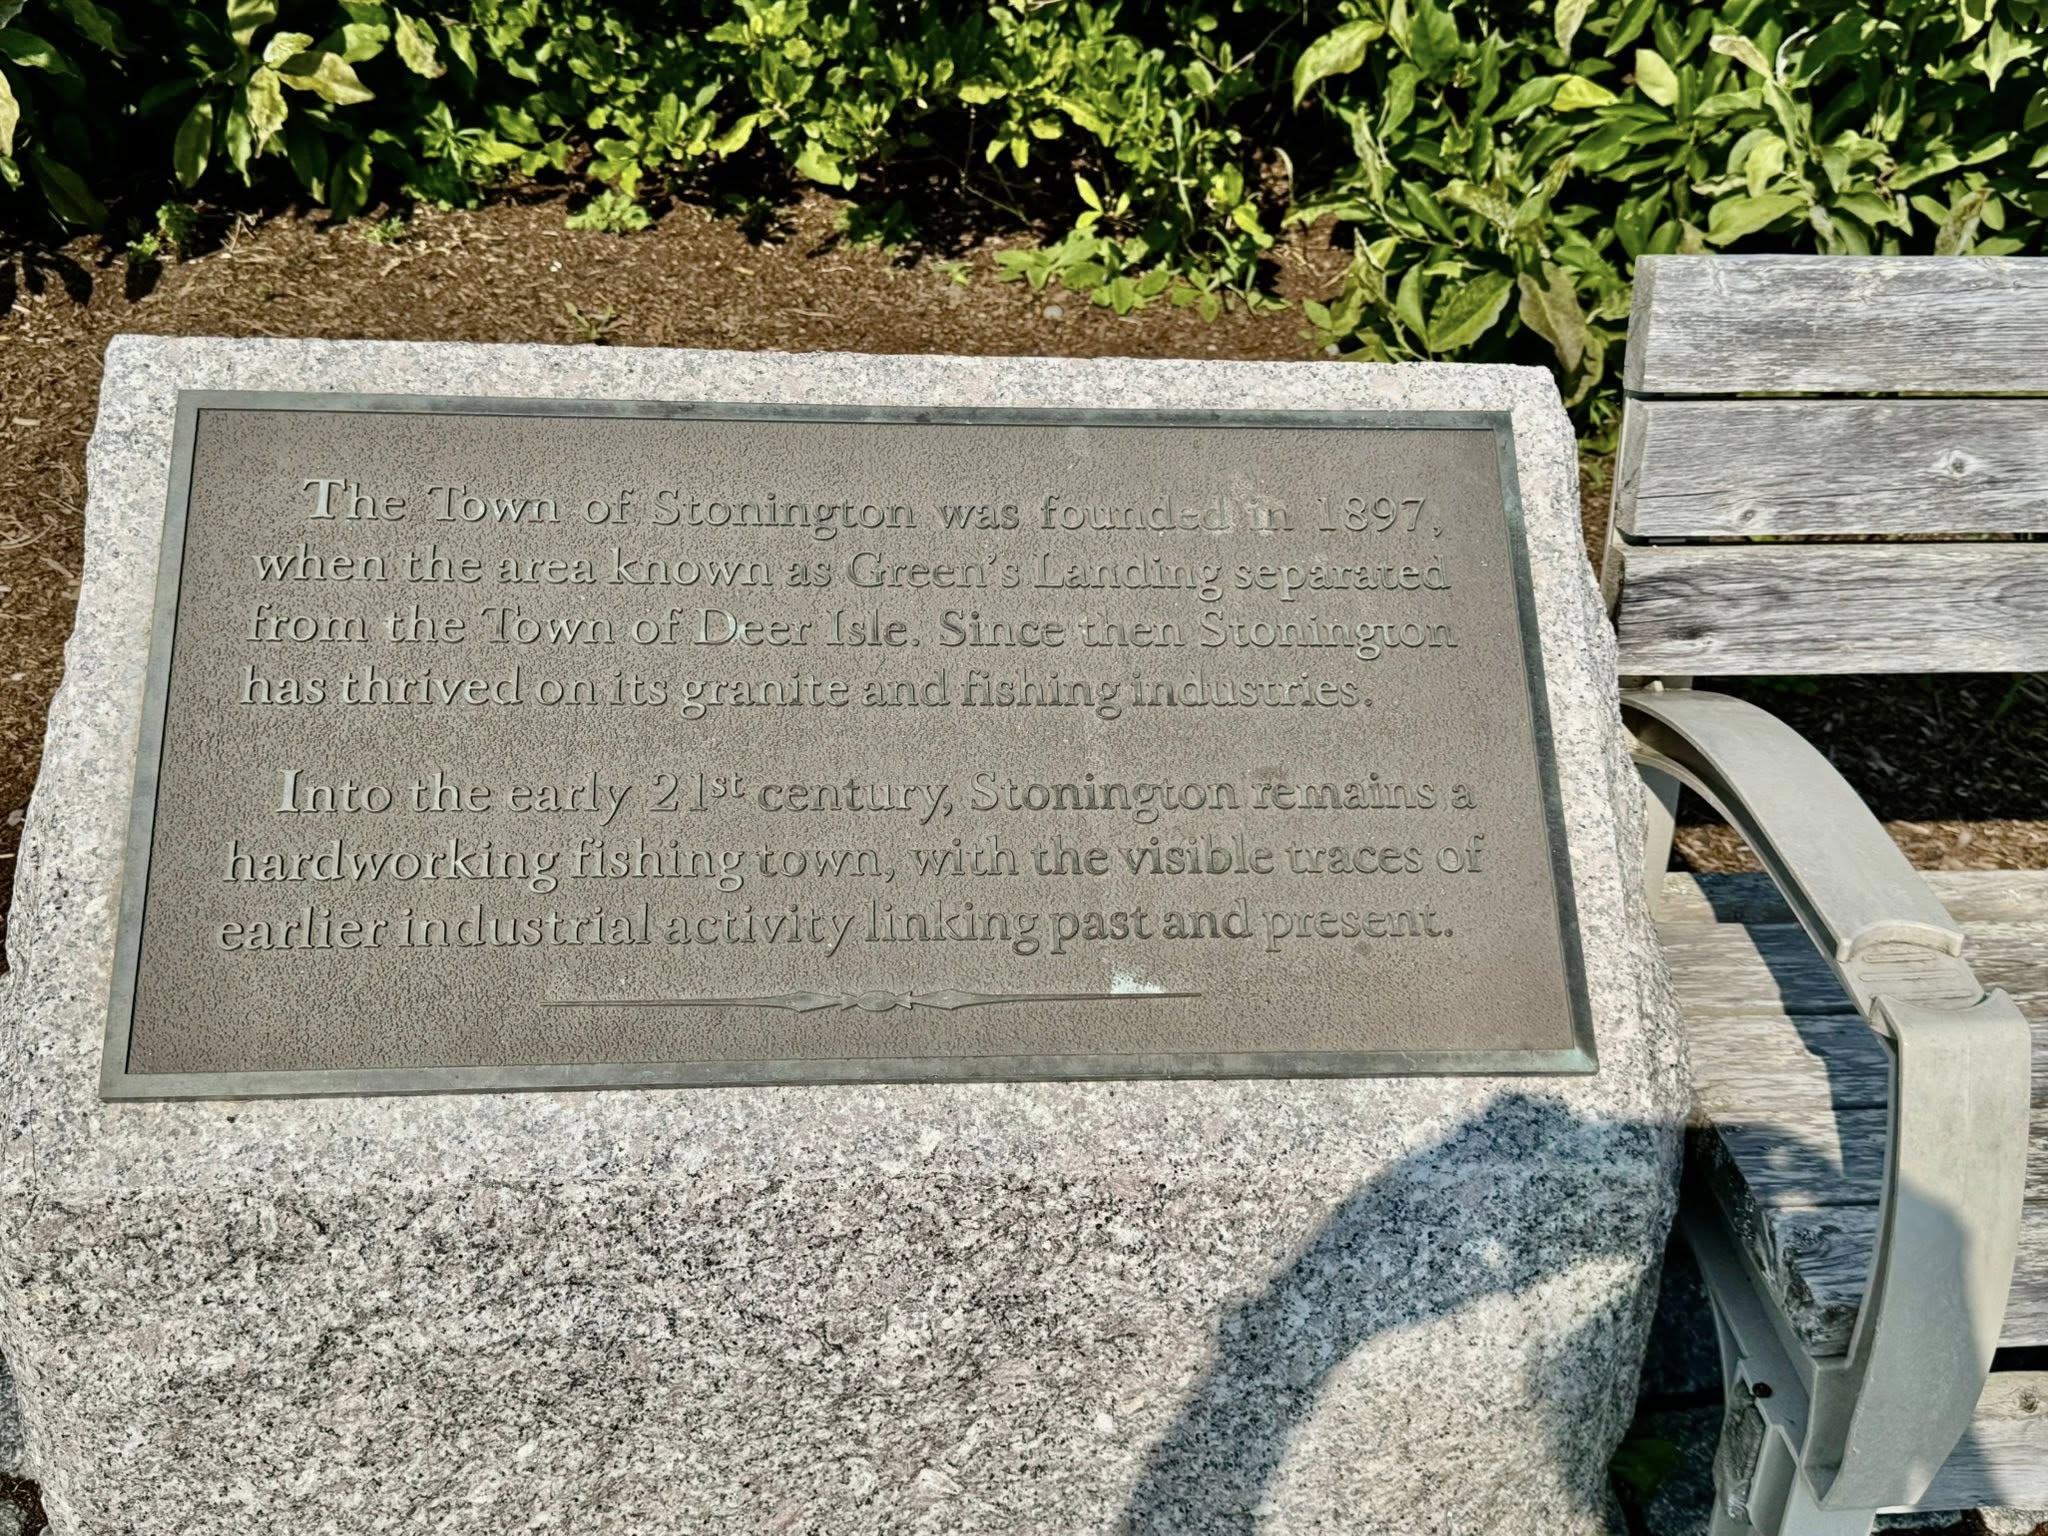 The Town of Stonington was founded in 1897,
when the area known as Green's Landing separated
from the Town of Deer Isle. Since then Stonington
has thrived on its granite and fishing industries.
Into the early 21st century, Stonington remains a
hardworking fishing town, with the visible traces of
earlier industrial activity linking past and present.